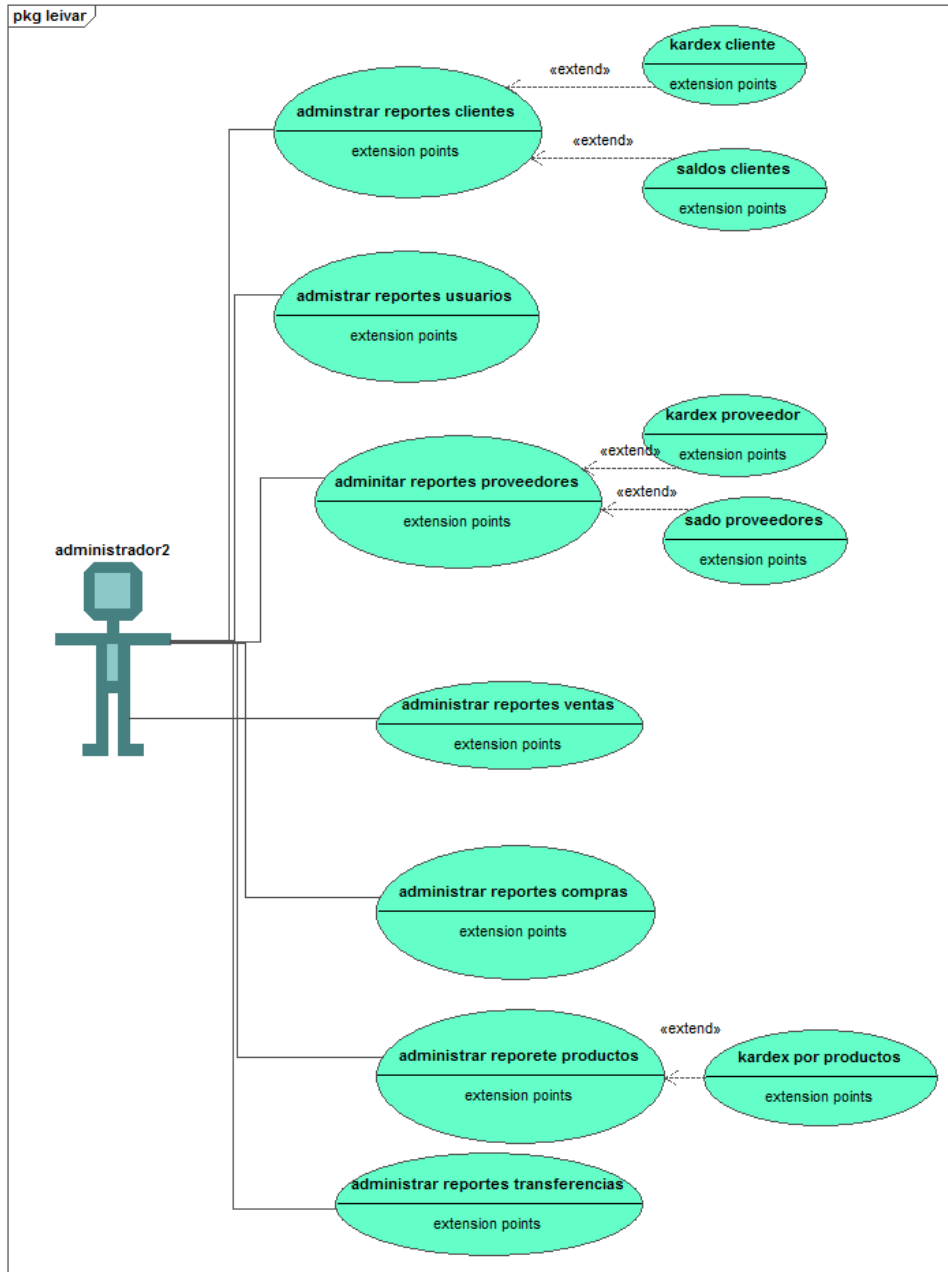 pkg leivar
kardex cliente
«extend»
extension points
adminstrar reportes clientes
extension points
«extend»
saldos clientes
extension points
admistrar reportes usuarios
extension points
kardex proveedor
«extend»
extension points
adminitar reportes proveedores
extension points
«extend»
sado proveedores
extension points
administrador2
administrar reportes ventas
extension points
administrar reportes compras
extension points
administrar reporete productos
extension points
«extend»
kardex por productos
extension points
administrar reportes transferencias
extension points